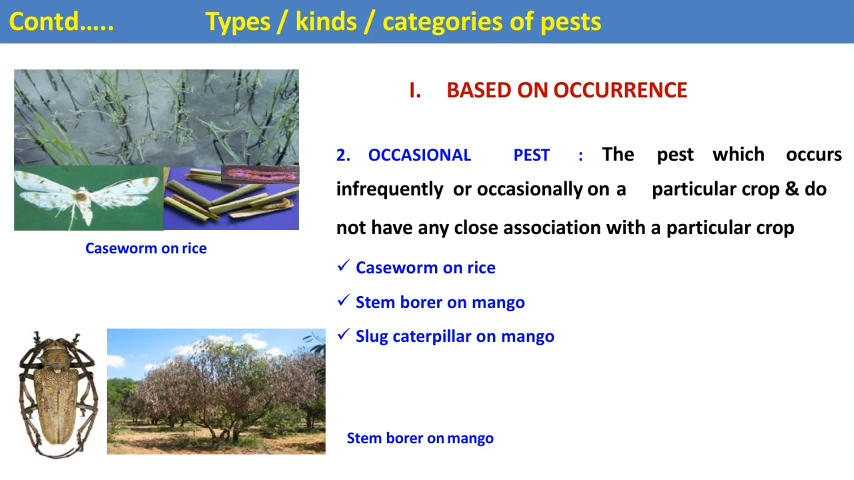 Contd….. Types / kinds / categories of pests
I. BASED ON OCCURRENCE
2. OCCASIONAL PEST : The pest which occurs
infrequently or occasionally on a particular crop & do
not have any close association with a particular crop
✓ Caseworm on rice
✓ Stem borer on mango
✓ Slug caterpillar on mango
Caseworm on rice
Stem borer on mango